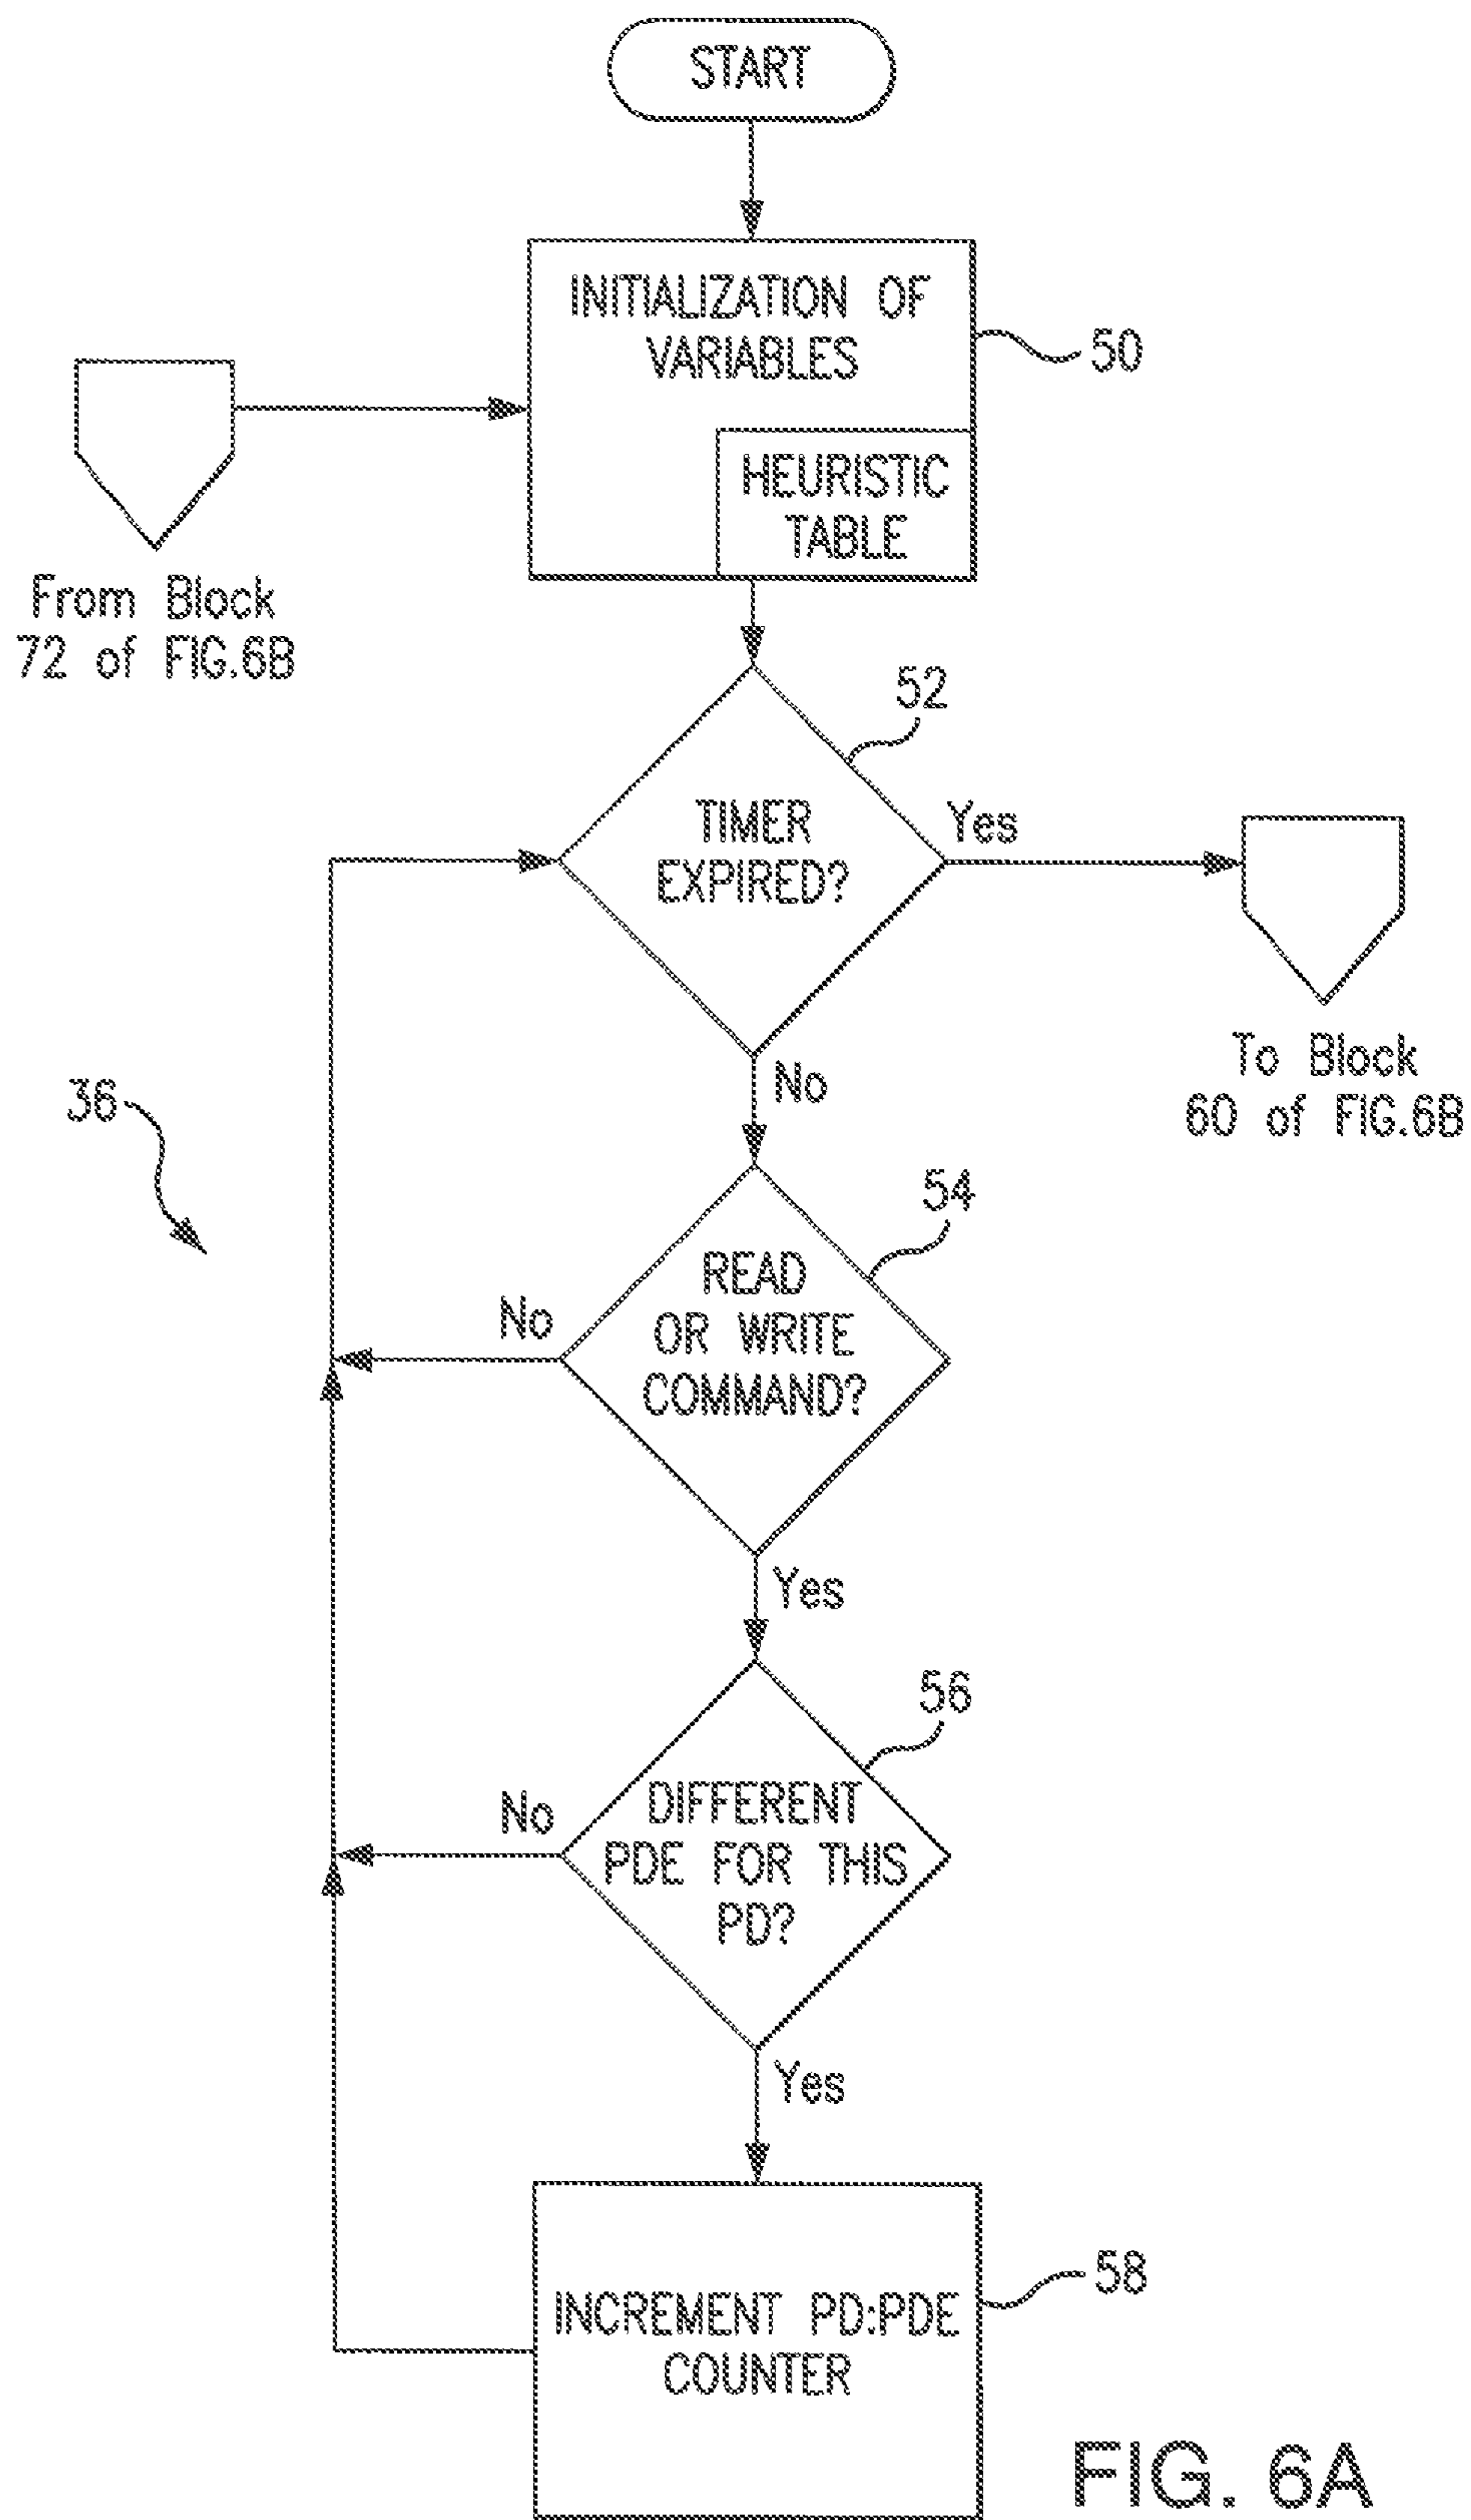 START
INITIALIZATION OF
VARIABLES
50
HEURISTIC
TABLE
From Block
72 of FIG.6B
52
TIMER
EXPIRED?
Yes
To Block
60 of FIG.6B
No
36
54
READ
OR WRITE
COMMAND?
No
Yes
56
DIFFERENT
PDE FOR THIS
PD?
No
Yes
58
INCREMENT PD:PDE
COUNTER
FIG. 6A